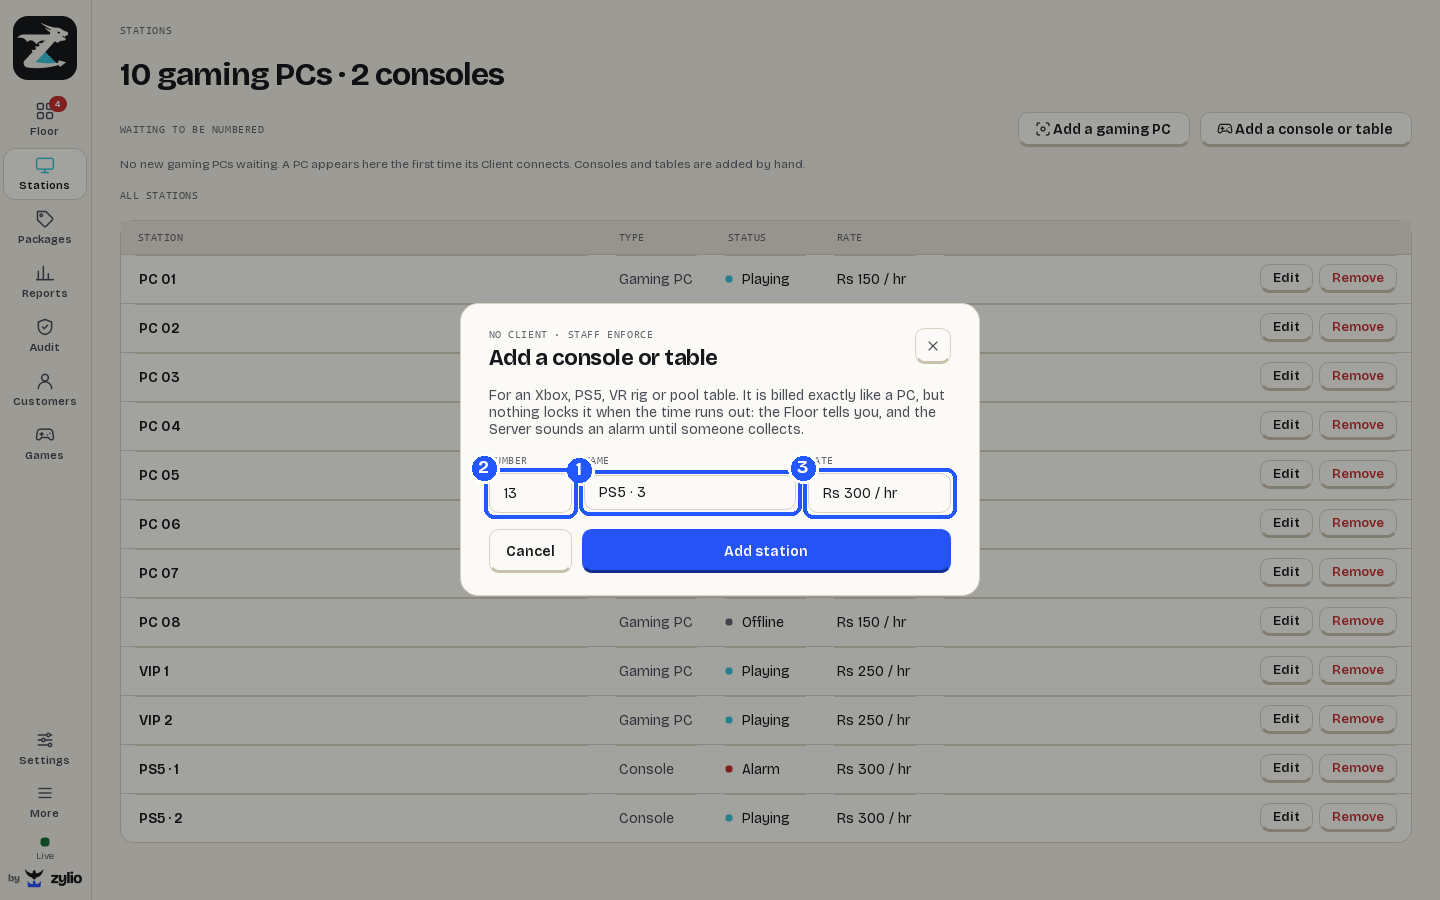 STATIONS
10 gaming PCs · 2 consoles
4
Floor
Stations
Packages
Reports
Audit
Customers
Games
Settings
More
Live
by zylio
WAITING TO BE NUMBERED
Add a gaming PC
Add a console or table
No new gaming PCs waiting. A PC appears here the first time its Client connects. Consoles and tables are added by hand.
ALL STATIONS
STATION TYPE STATUS RATE
PC 01 Gaming PC Playing Rs 150 / hr Edit Remove
PC 02 Edit Remove
PC 03 Edit Remove
PC 04 Edit Remove
PC 05 Edit Remove
PC 06 Edit Remove
PC 07 Edit Remove
PC 08 Gaming PC Offline Rs 150 / hr Edit Remove
VIP 1 Gaming PC Playing Rs 250 / hr Edit Remove
VIP 2 Gaming PC Playing Rs 250 / hr Edit Remove
PS5 · 1 Console Alarm Rs 300 / hr Edit Remove
PS5 · 2 Console Playing Rs 300 / hr Edit Remove
NO CLIENT · STAFF ENFORCE
Add a console or table
For an Xbox, PS5, VR rig or pool table. It is billed exactly like a PC, but
nothing locks it when the time runs out: the Floor tells you, and the
Server sounds an alarm until someone collects.
2 1 3
13 PS5 · 3 Rs 300 / hr
Cancel
Add station